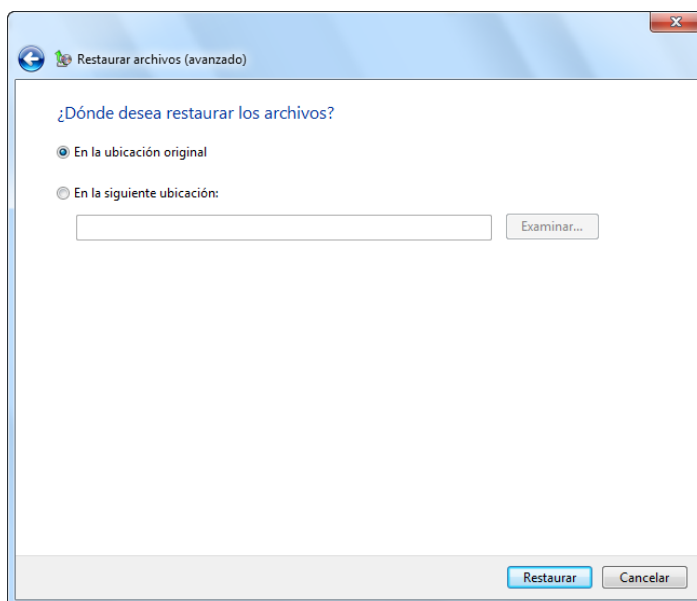 Restaurar archivos (avanzado)
¿Dónde desea restaurar los archivos?
En la ubicación original
En la siguiente ubicación:
Examinar...
Restaurar
Cancelar